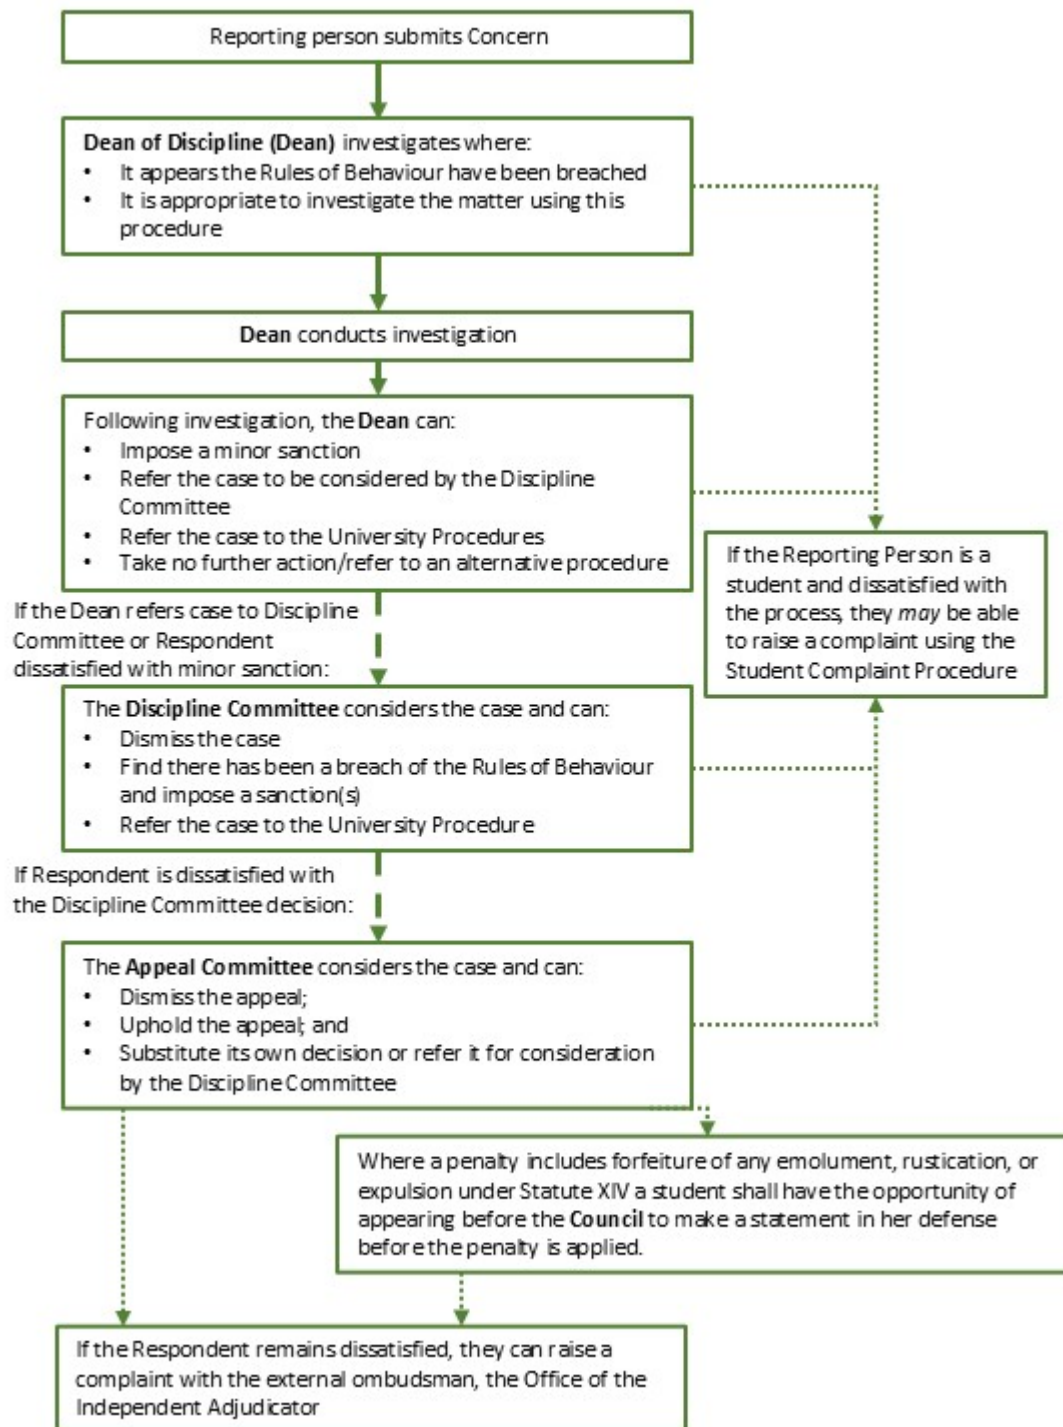 Reporting person submits Concern
Dean of Discipline (Dean) investigates where:
• It appears the Rules of Behaviour have been breached
• It is appropriate to investigate the matter using this
procedure
Dean conducts investigation
Following investigation, the Dean can:
• Impose a minor sanction
• Refer the case to be considered by the Discipline
Committee
• Refer the case to the University Procedures
• Take no further action/refer to an alternative procedure
If the Reporting Person is a
student and dissatisfied with
the process, they may be able
to raise a complaint using the
Student Complaint Procedure
If the Dean refers case to Discipline
Committee or Respondent
dissatisfied with minor sanction:
The Discipline Committee considers the case and can:
• Dismiss the case
• Find there has been a breach of the Rules of Behaviour
and impose a sanction(s)
• Refer the case to the University Procedure
If Respondent is dissatisfied with
the Discipline Committee decision:
The Appeal Committee considers the case and can:
• Dismiss the appeal;
• Uphold the appeal; and
• Substitute its own decision or refer it for consideration
by the Discipline Committee
Where a penalty includes forfeiture of any emolument, rustication, or
expulsion under Statute XIV a student shall have the opportunity of
appearing before the Council to make a statement in her defense
before the penalty is applied.
If the Respondent remains dissatisfied, they can raise a
complaint with the external ombudsman, the Office of the
Independent Adjudicator